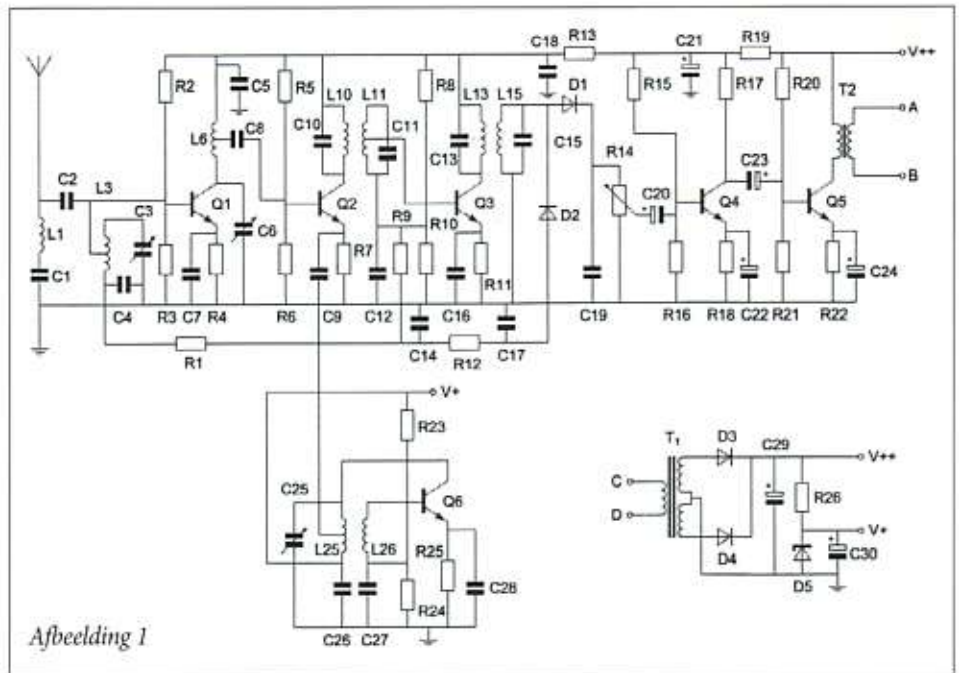 C18 R13 C21 R19 V++
R2 C5 R5 L10 L11 R8 L13 L15 D1 R15 R17 R20 T2
C8 C10 C11 C13 C15 R14 C20 C23 A
L6
C2 L3 Q1 Q2 Q3 D2 Q4 Q5 B
C3 C6 R9 R10
L1 R7
C1 R11 C24
C4 R3 C7 R4 R6 C9 C12 C14 C16 C17 C19 R16 R18 C22 R21 R22
R1 R12
V+
R23
C25 Q6
L25 L26 R25
R24 C28
C26 C27
T1 D3 C29 V++
C
D R26
V+
D4 D5 C30
Afbeelding 1